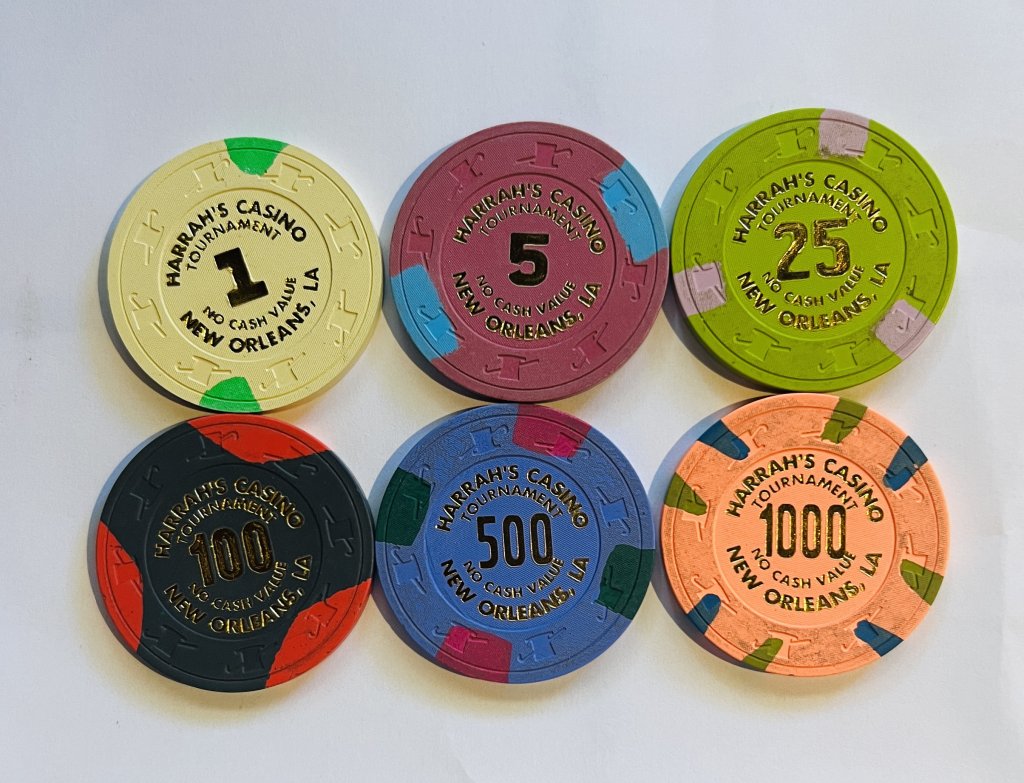 HARRAH'S CASINO
TOURNAMENT
1
NO CASH VALUE
NEW ORLEANS, LA
HARRAH'S CASINO
TOURNAMENT
5
NO CASH VALUE
NEW ORLEANS, LA
HARRAH'S CASINO
TOURNAMENT
25
NO CASH VALUE
NEW ORLEANS, LA
HARRAH'S CASINO
TOURNAMENT
100
NO CASH VALUE
NEW ORLEANS, LA
HARRAH'S CASINO
TOURNAMENT
500
NO CASH VALUE
NEW ORLEANS, LA
HARRAH'S CASINO
TOURNAMENT
1000
NO CASH VALUE
NEW ORLEANS, LA